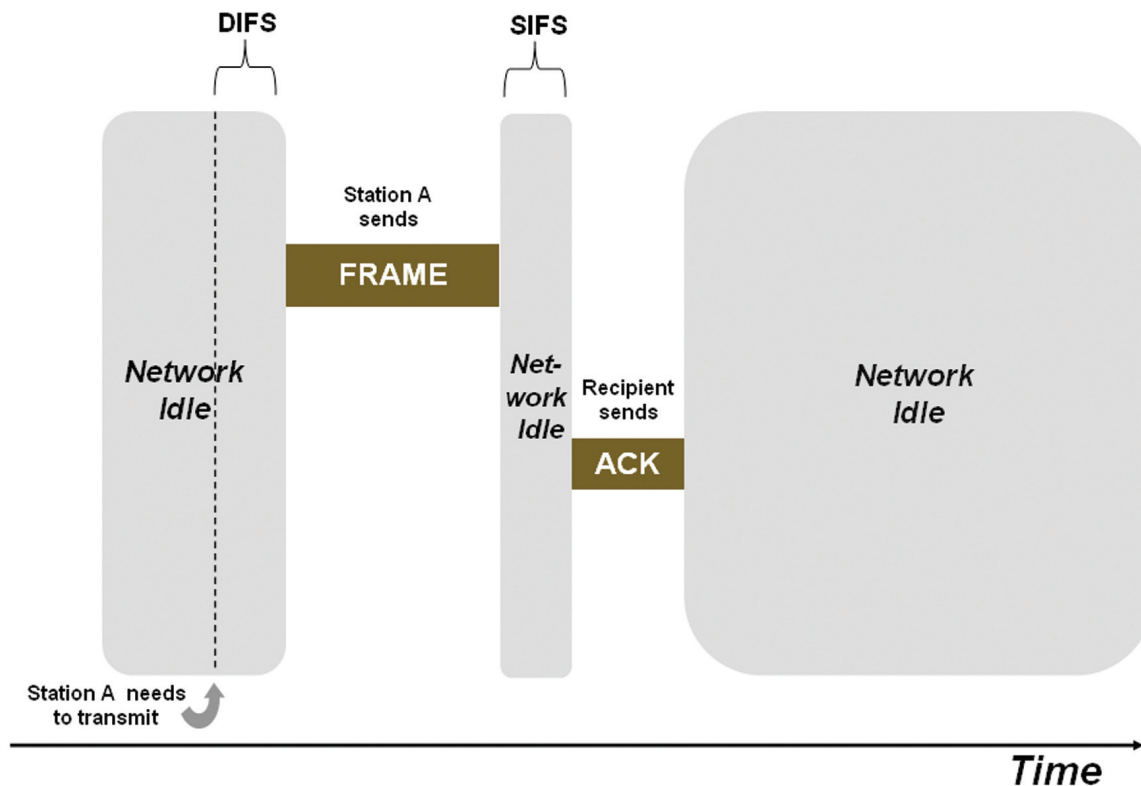 DIFS
SIFS
Station A
sends
FRAME
Network
Idle
Net-
work
Idle
Recipient
sends
ACK
Network
Idle
Station A needs
to transmit
Time